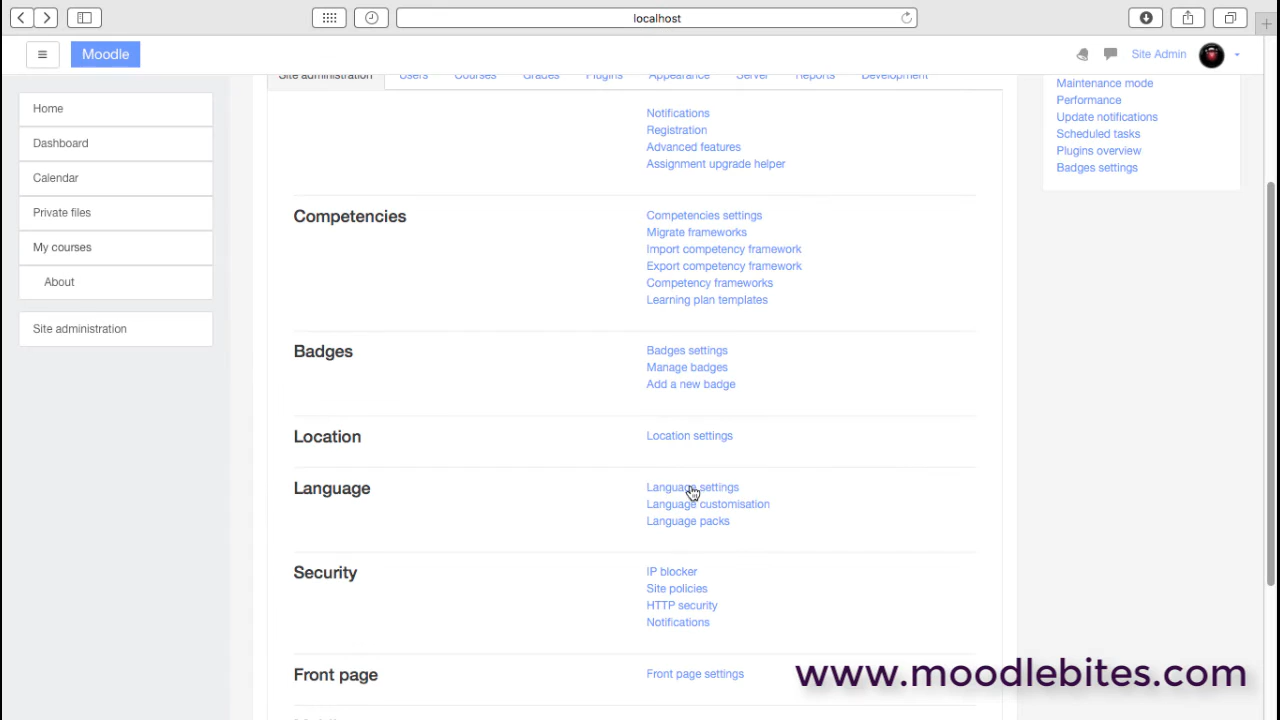 localhost
Moodle
Site Admin
Site administration Users Courses Grades Plugins Appearance Server Reports Development
Home
Dashboard
Calendar
Private files
My courses
About
Site administration
Notifications
Registration
Advanced features
Assignment upgrade helper
Competencies
Competencies settings
Migrate frameworks
Import competency framework
Export competency framework
Competency frameworks
Learning plan templates
Badges
Badges settings
Manage badges
Add a new badge
Location
Location settings
Language
Language settings
Language customisation
Language packs
Security
IP blocker
Site policies
HTTP security
Notifications
Front page
Front page settings
Maintenance mode
Performance
Update notifications
Scheduled tasks
Plugins overview
Badges settings
www.moodlebites.com